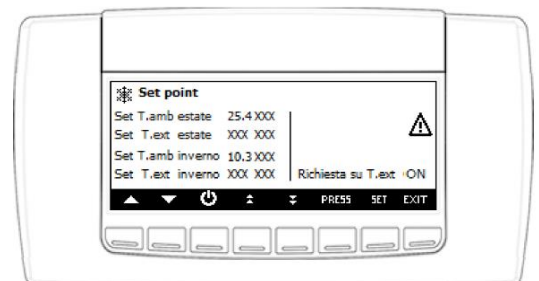 Set point
Set T.amb estate 25.4 XXX
Set T.ext estate XXX XXX
Set T.amb inverno 10.3 XXX
Set T.ext inverno XXX XXX Richiesta su T.ext ON
PRESS SET EXIT